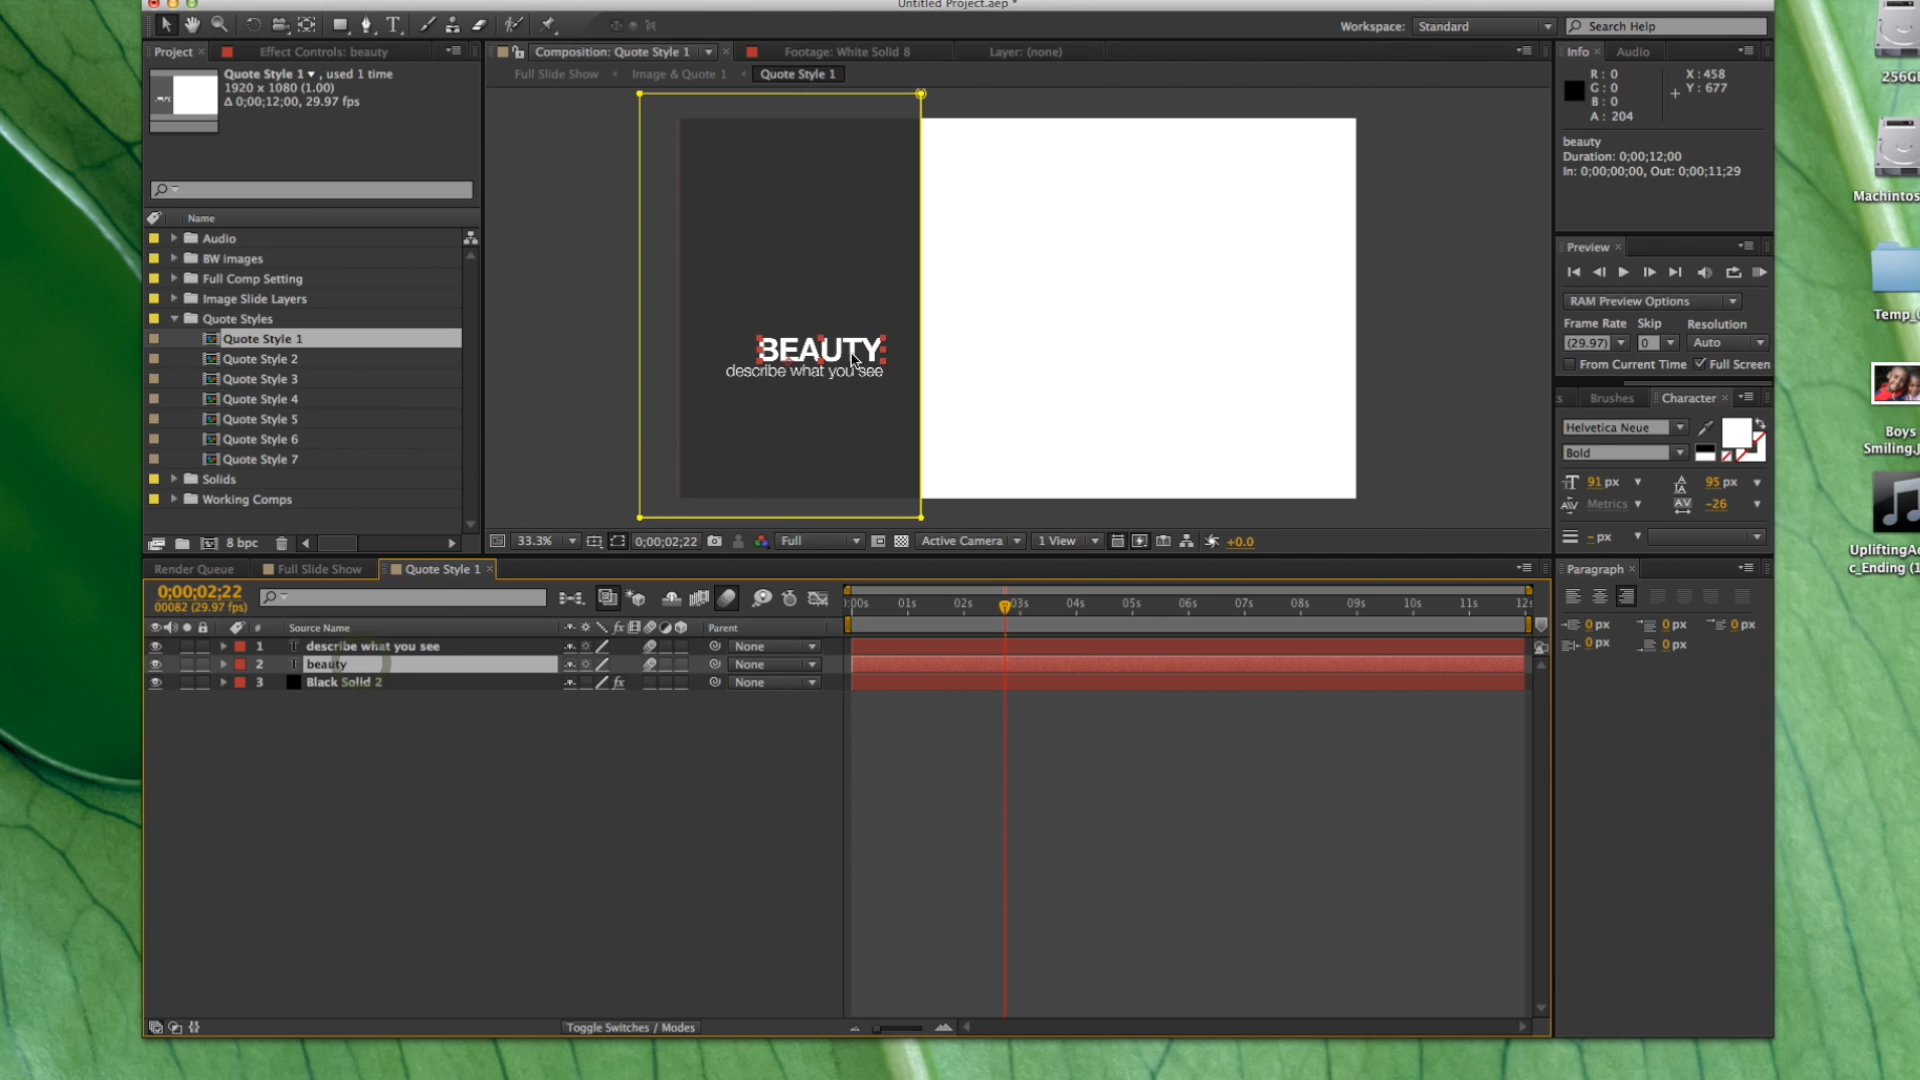 Untitled Project.aep *
Workspace: Standard
Search Help
Project × Effect Controls: beauty
Composition: Quote Style 1
Footage: White Solid 8
Layer: (none)
Info × Audio
Quote Style 1 , used 1 time
1920 x 1080 (1.00)
Δ 0;00;12;00, 29.97 fps
Full Slide Show
Image & Quote 1
Quote Style 1
R: 0
G: 0
B: 0
A: 204
X: 458
Y: 677
beauty
Duration: 0;00;12;00
In: 0;00;00;00, Out: 0;00;11;29
Name
Audio
BW images
Full Comp Setting
Image Slide Layers
Quote Styles
Quote Style 1
Quote Style 2
Quote Style 3
Quote Style 4
Quote Style 5
Quote Style 6
Quote Style 7
Solids
Working Comps
8 bpc
BEAUTY
describe what you see
33.3%
0;00;02;22
Full
Active Camera
1 View
+0.0
Preview ×
RAM Preview Options
Frame Rate Skip Resolution
(29.97) 0 Auto
From Current Time Full Screen
Brushes Character ×
Helvetica Neue
Bold
91 px 95 px
Metrics -26
- px
Paragraph ×
0 px 0 px 0 px
0 px 0 px
Render Queue Full Slide Show Quote Style 1 ×
0;00;02;22
00082 (29.97 fps)
# Source Name Parent
1 T describe what you see None
2 T beauty None
3 Black Solid 2 None
):00s 01s 02s 03s 04s 05s 06s 07s 08s 09s 10s 11s 12s
Toggle Switches / Modes
256G
Machintos
Temp_
Boys
Smiling.J
UpliftingA
c_Ending (1